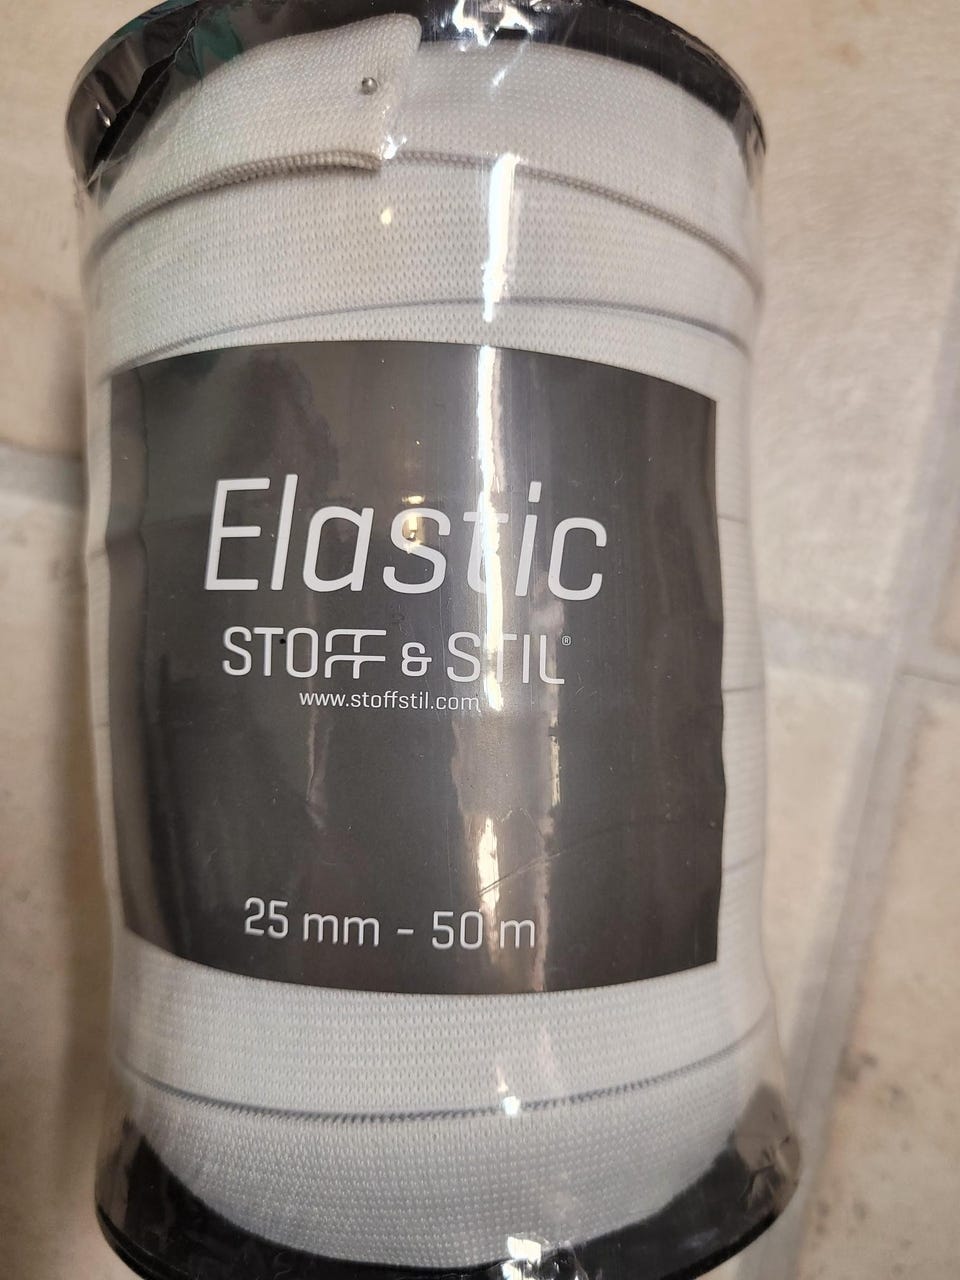 Elastic
STOFF & STIL®
www.stoffstil.com
25 mm - 50 m